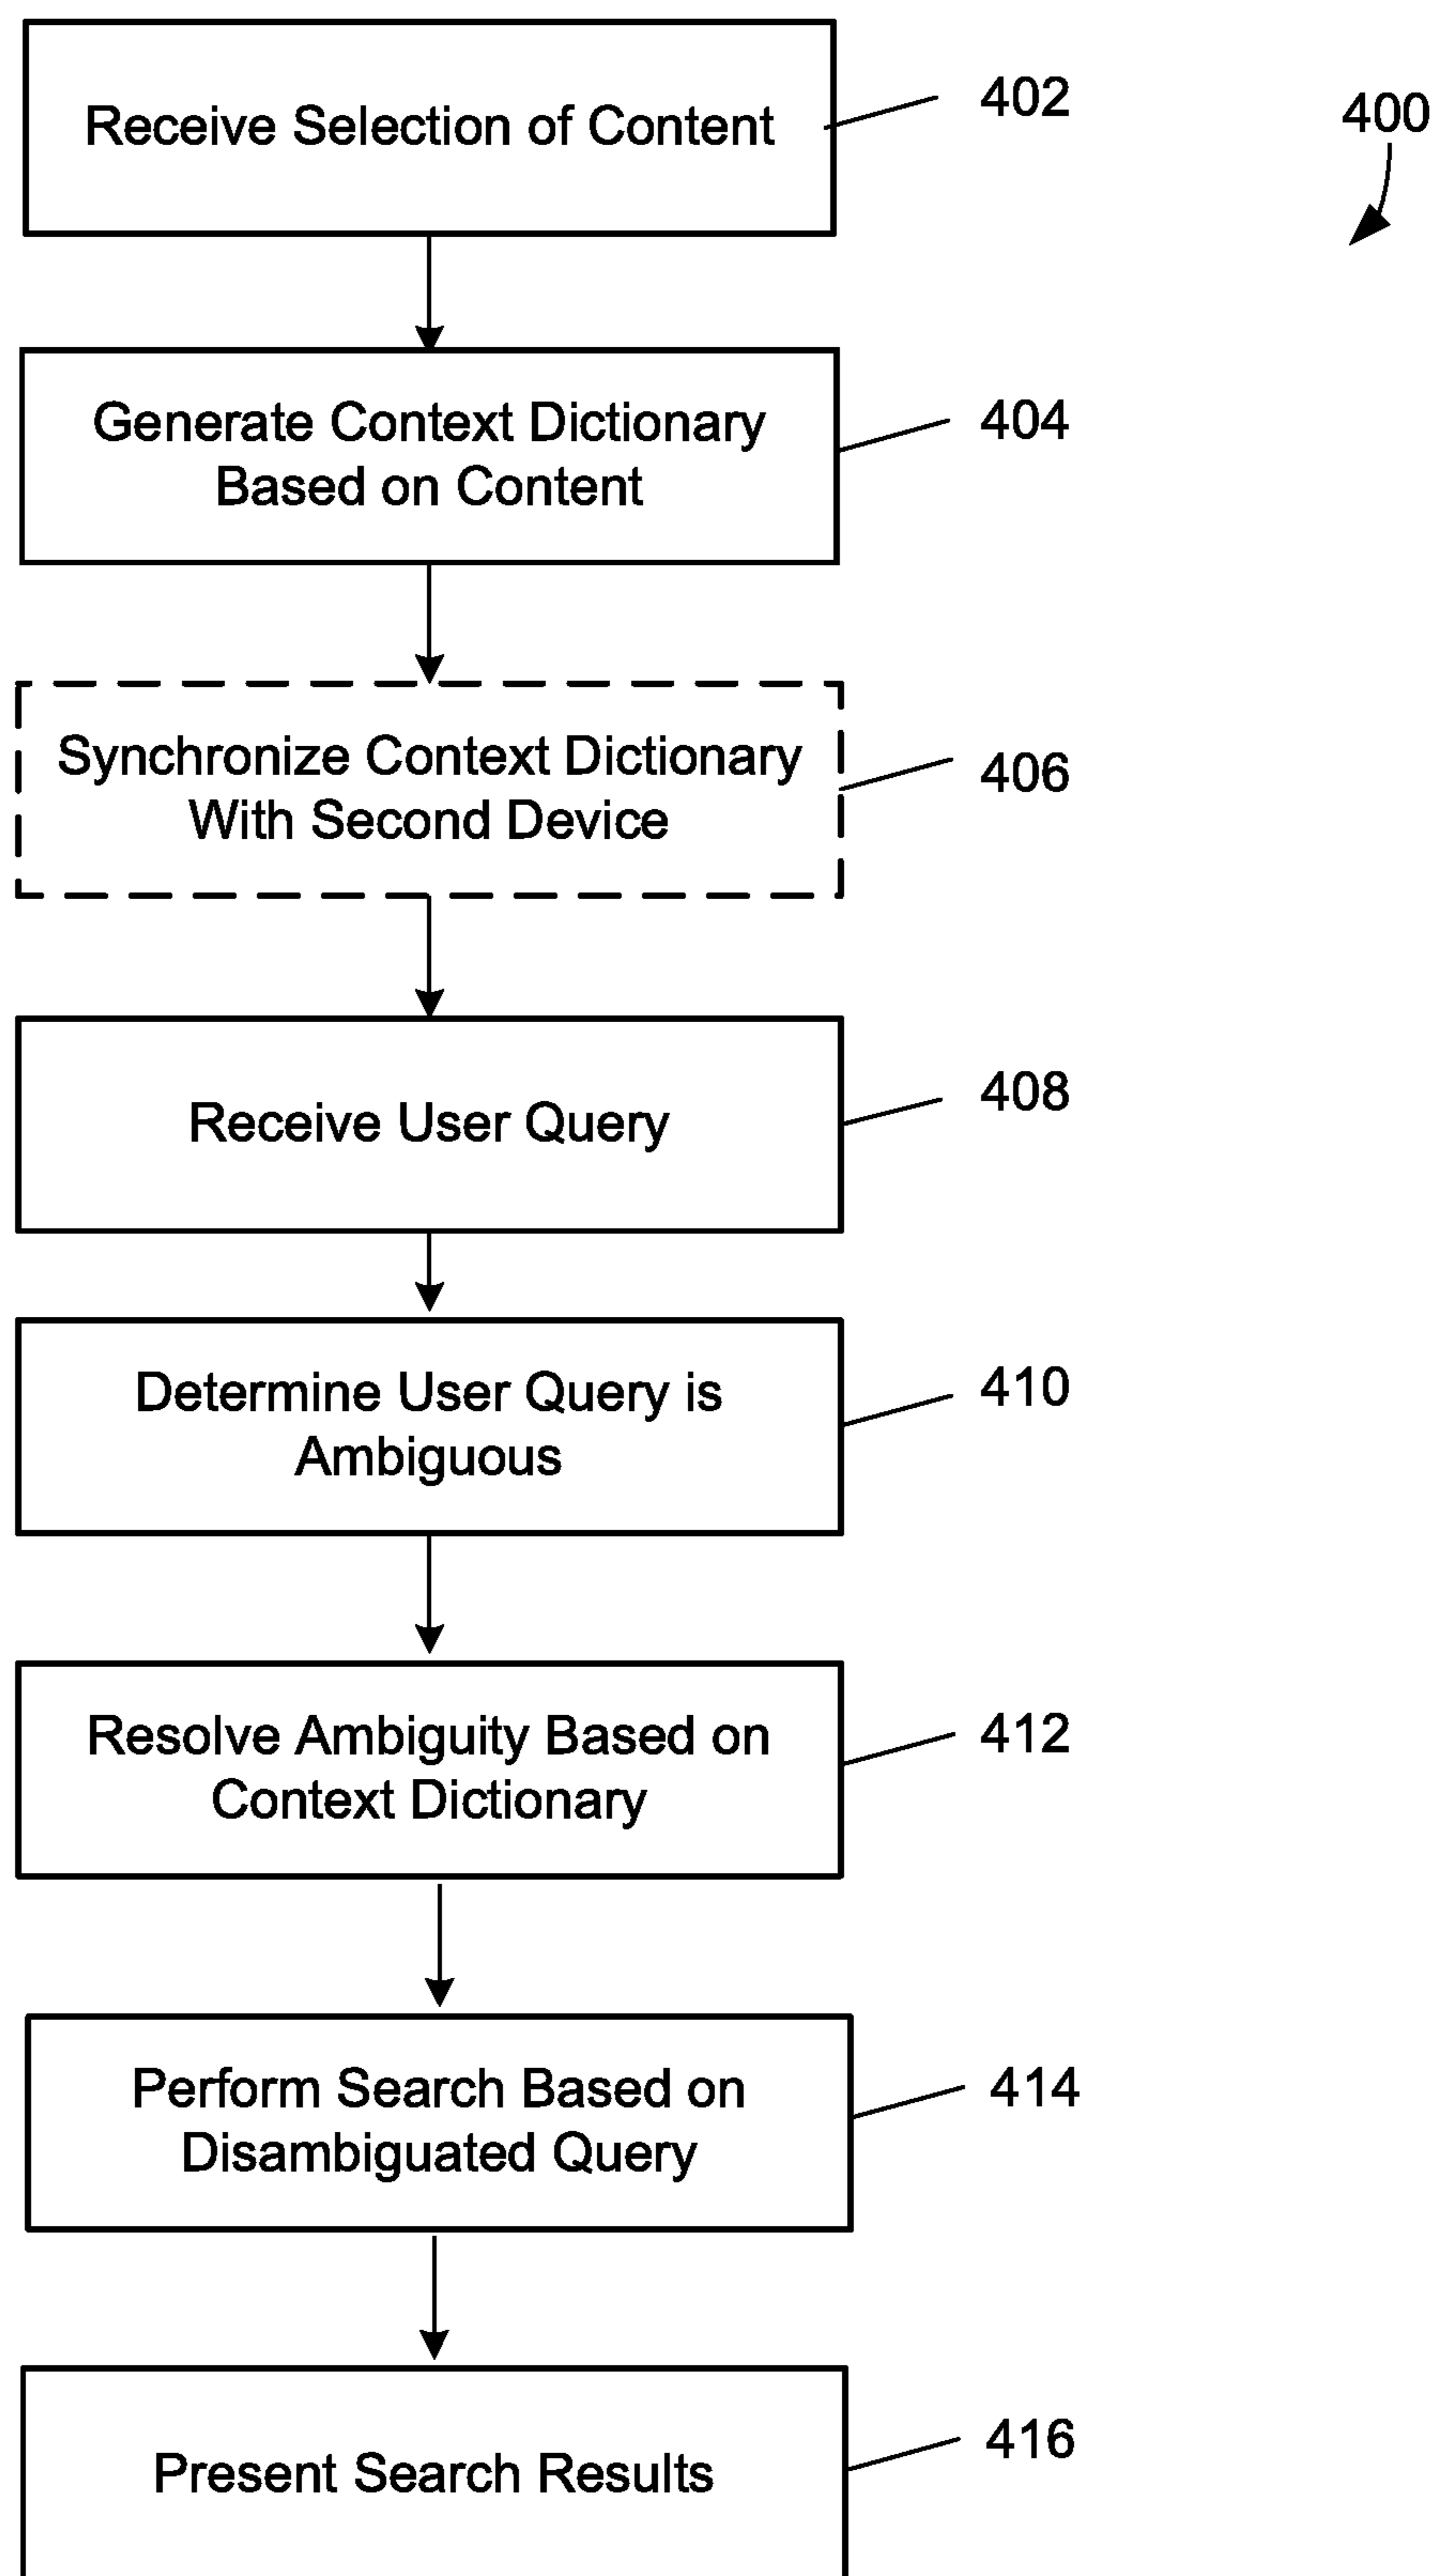 Receive Selection of Content
402
400
Generate Context Dictionary
Based on Content
404
Synchronize Context Dictionary
With Second Device
406
Receive User Query
408
Determine User Query is
Ambiguous
410
Resolve Ambiguity Based on
Context Dictionary
412
Perform Search Based on
Disambiguated Query
414
Present Search Results
416